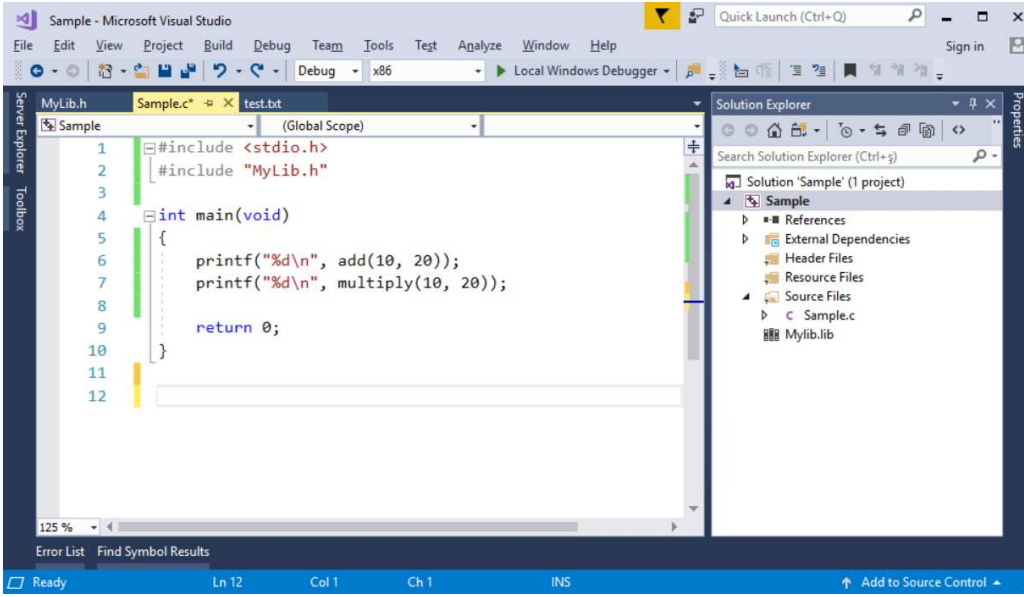 Sample - Microsoft Visual Studio
Quick Launch (Ctrl+Q)
File Edit View Project Build Debug Team Tools Test Analyze Window Help
Sign in
Debug x86 Local Windows Debugger
Server Explorer
Toolbox
MyLib.h Sample.c* test.txt
Sample (Global Scope)
1 #include <stdio.h>
2 #include "MyLib.h"
3
4 int main(void)
5 {
6 printf("%d\n", add(10, 20));
7 printf("%d\n", multiply(10, 20));
8
9 return 0;
10 }
11
12
125 %
Solution Explorer
Search Solution Explorer (Ctrl+ş)
Solution 'Sample' (1 project)
Sample
References
External Dependencies
Header Files
Resource Files
Source Files
C Sample.c
Mylib.lib
Properties
Error List Find Symbol Results
Ready Ln 12 Col 1 Ch 1 INS Add to Source Control